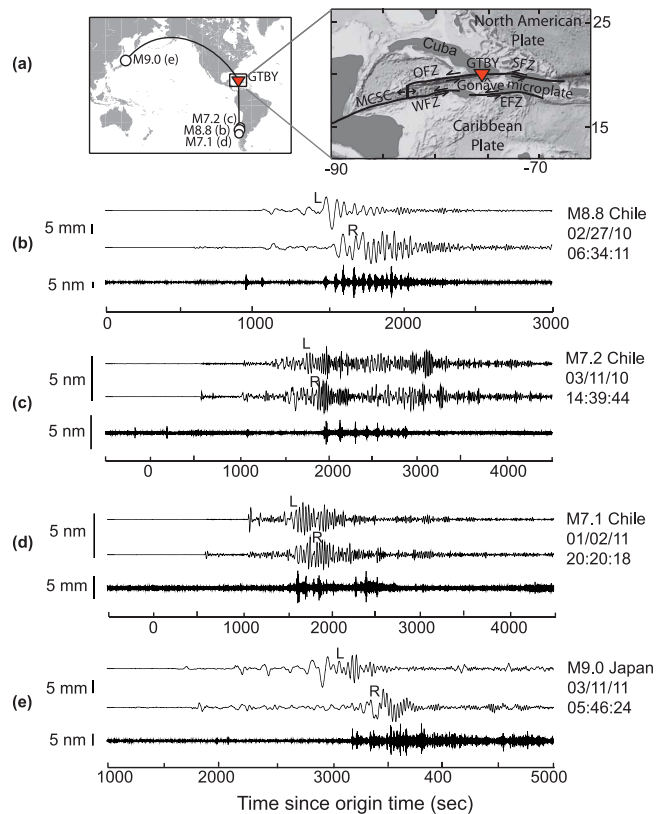 (a)
M9.0 (e)
GTBY
M7.2 (c)
M8.8 (b)
M7.1 (d)
North American
Plate
25
Cuba
GTBY
SFZ
OFZ
Gonave microplate
MCSC
WFZ
EFZ
Caribbean
Plate
15
-90
-70
(b)
L
R
5 mm
5 nm
M8.8 Chile
02/27/10
06:34:11
0
1000
2000
3000
(c)
L
R
5 nm
5 nm
M7.2 Chile
03/11/10
14:39:44
0
1000
2000
3000
4000
(d)
L
R
5 nm
5 mm
M7.1 Chile
01/02/11
20:20:18
0
1000
2000
3000
4000
(e)
L
R
5 mm
5 nm
M9.0 Japan
03/11/11
05:46:24
1000
2000
3000
400
5000
Time since origin time (sec)